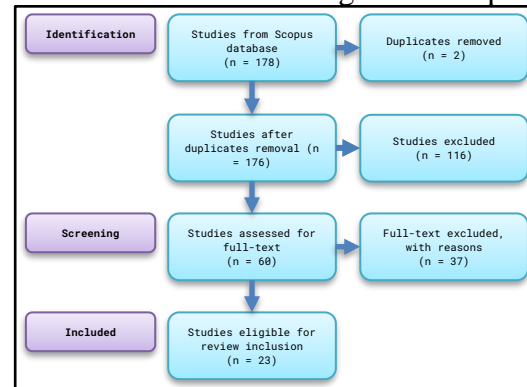 Identification
Studies from Scopus
database
(n = 178)
Duplicates removed
(n = 2)
Studies after
duplicates removal (n
= 176)
Studies excluded
(n = 116)
Screening
Studies assessed for
full-text
(n = 60)
Full-text excluded,
with reasons
(n = 37)
Included
Studies eligible for
review inclusion
(n = 23)